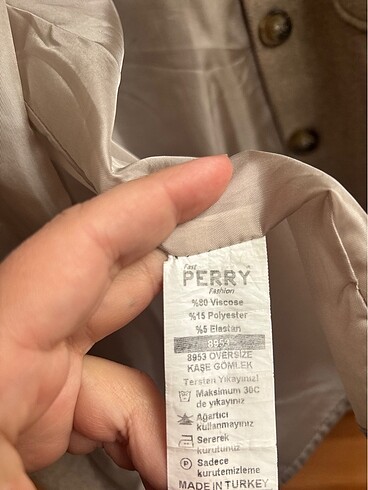 Fast
PERRY
Fashion
%80 Viscose
%15 Polyester
%5 Elastan
8953
8953 OVERSIZE
KAŞE GÖMLEK
Tersten Yıkayınız!
Maksimum 30C
de yıkayınız
Ağartıcı
kullanmayınız
Sererek
kurutunuz
P Sadece
kurutemizleme
MADE IN TURKEY